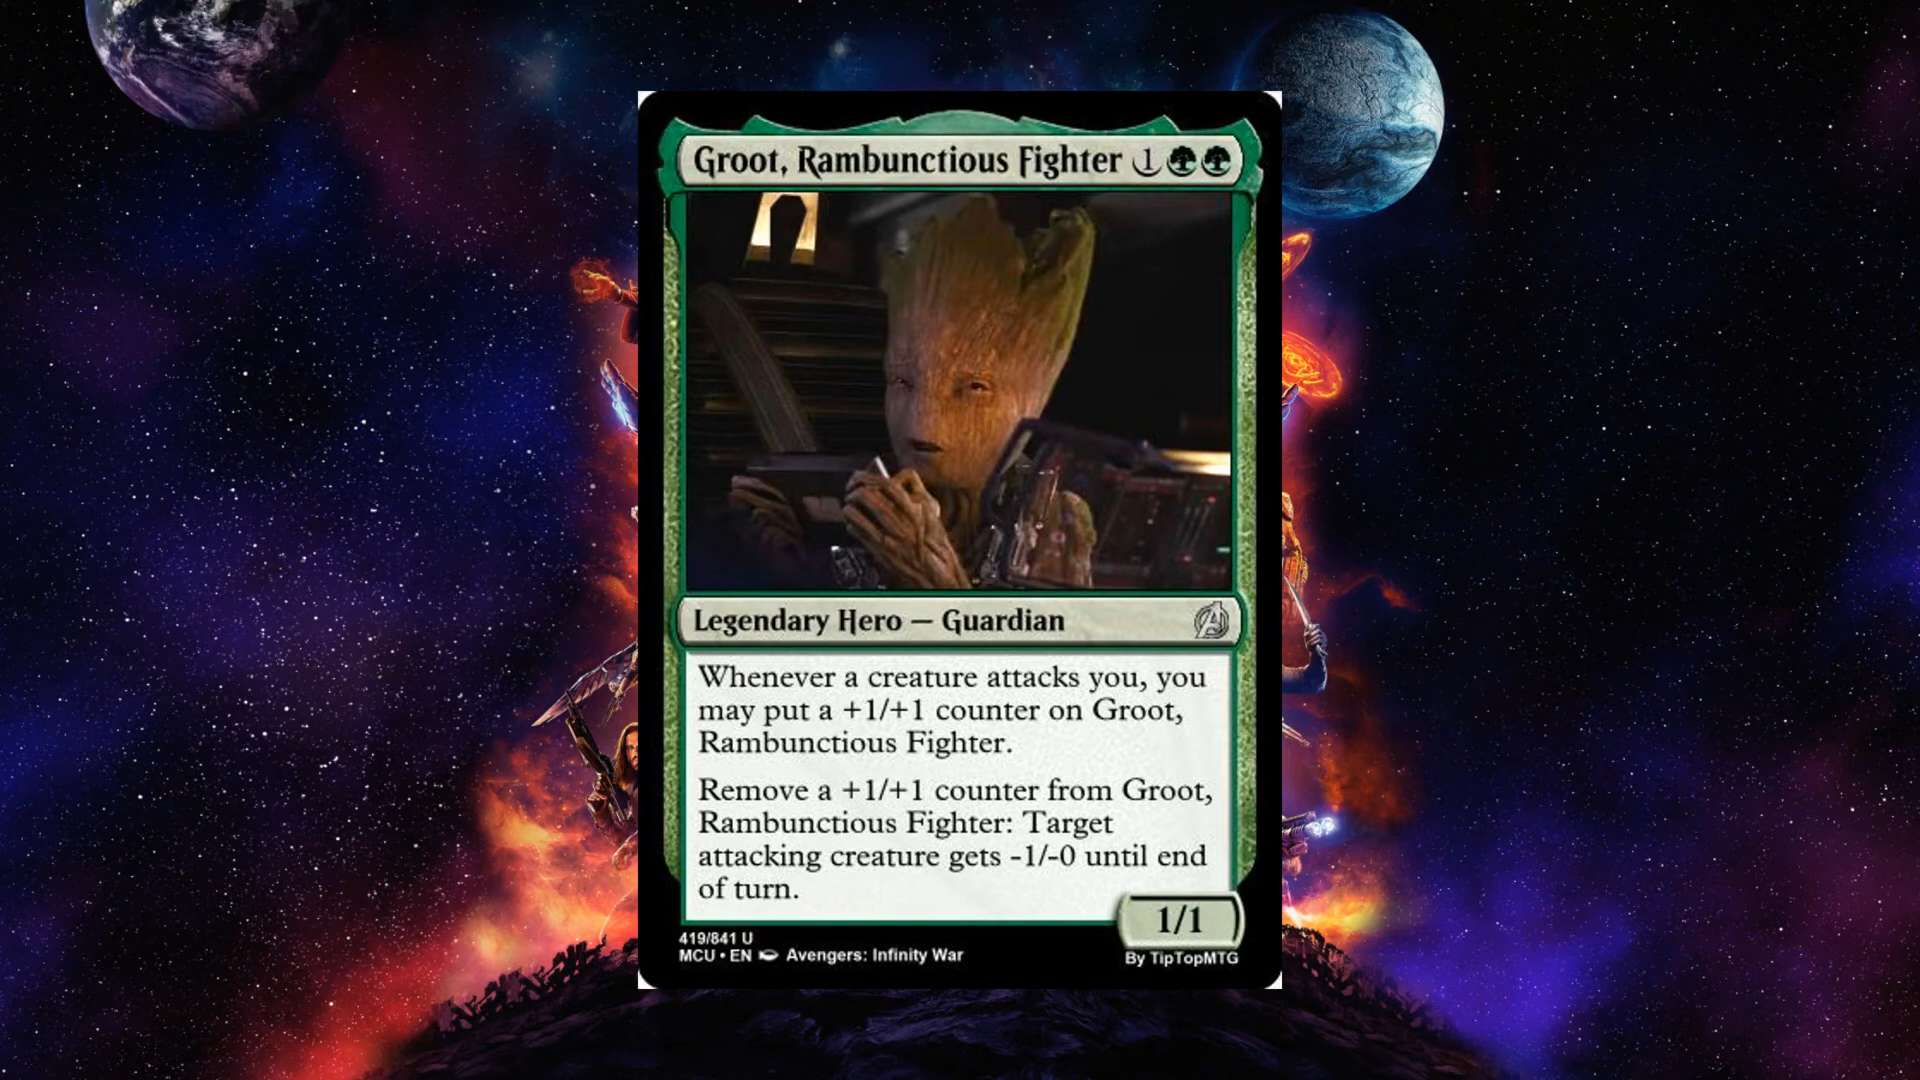 Groot, Rambunctious Fighter 1
Legendary Hero — Guardian
Whenever a creature attacks you, you
may put a +1/+1 counter on Groot,
Rambunctious Fighter.
Remove a +1/+1 counter from Groot,
Rambunctious Fighter: Target
attacking creature gets -1/-0 until end
of turn.
1/1
419/841 U
MCU • EN Avengers: Infinity War
By TipTopMTG